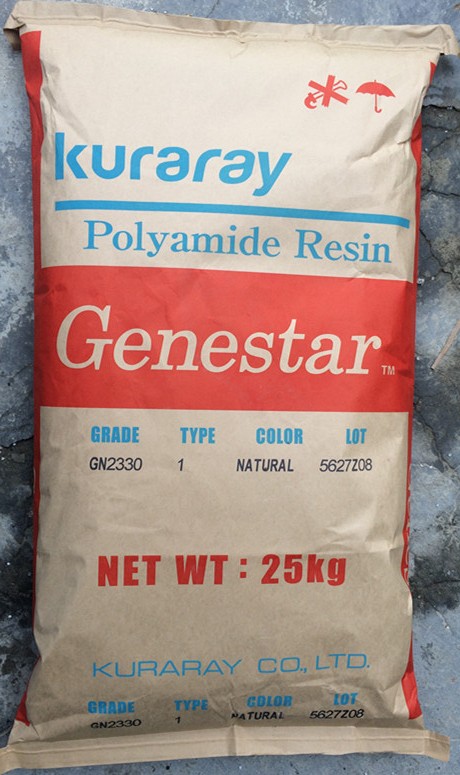 kuraray
Polyamide Resin
Genestar™
GRADE TYPE COLOR LOT
GN2330 1 NATURAL 5627Z08
NET WT : 25kg
KURARAY CO., LTD.
GRADE TYPE COLOR LOT
GN2330 1 NATURAL 5627Z08